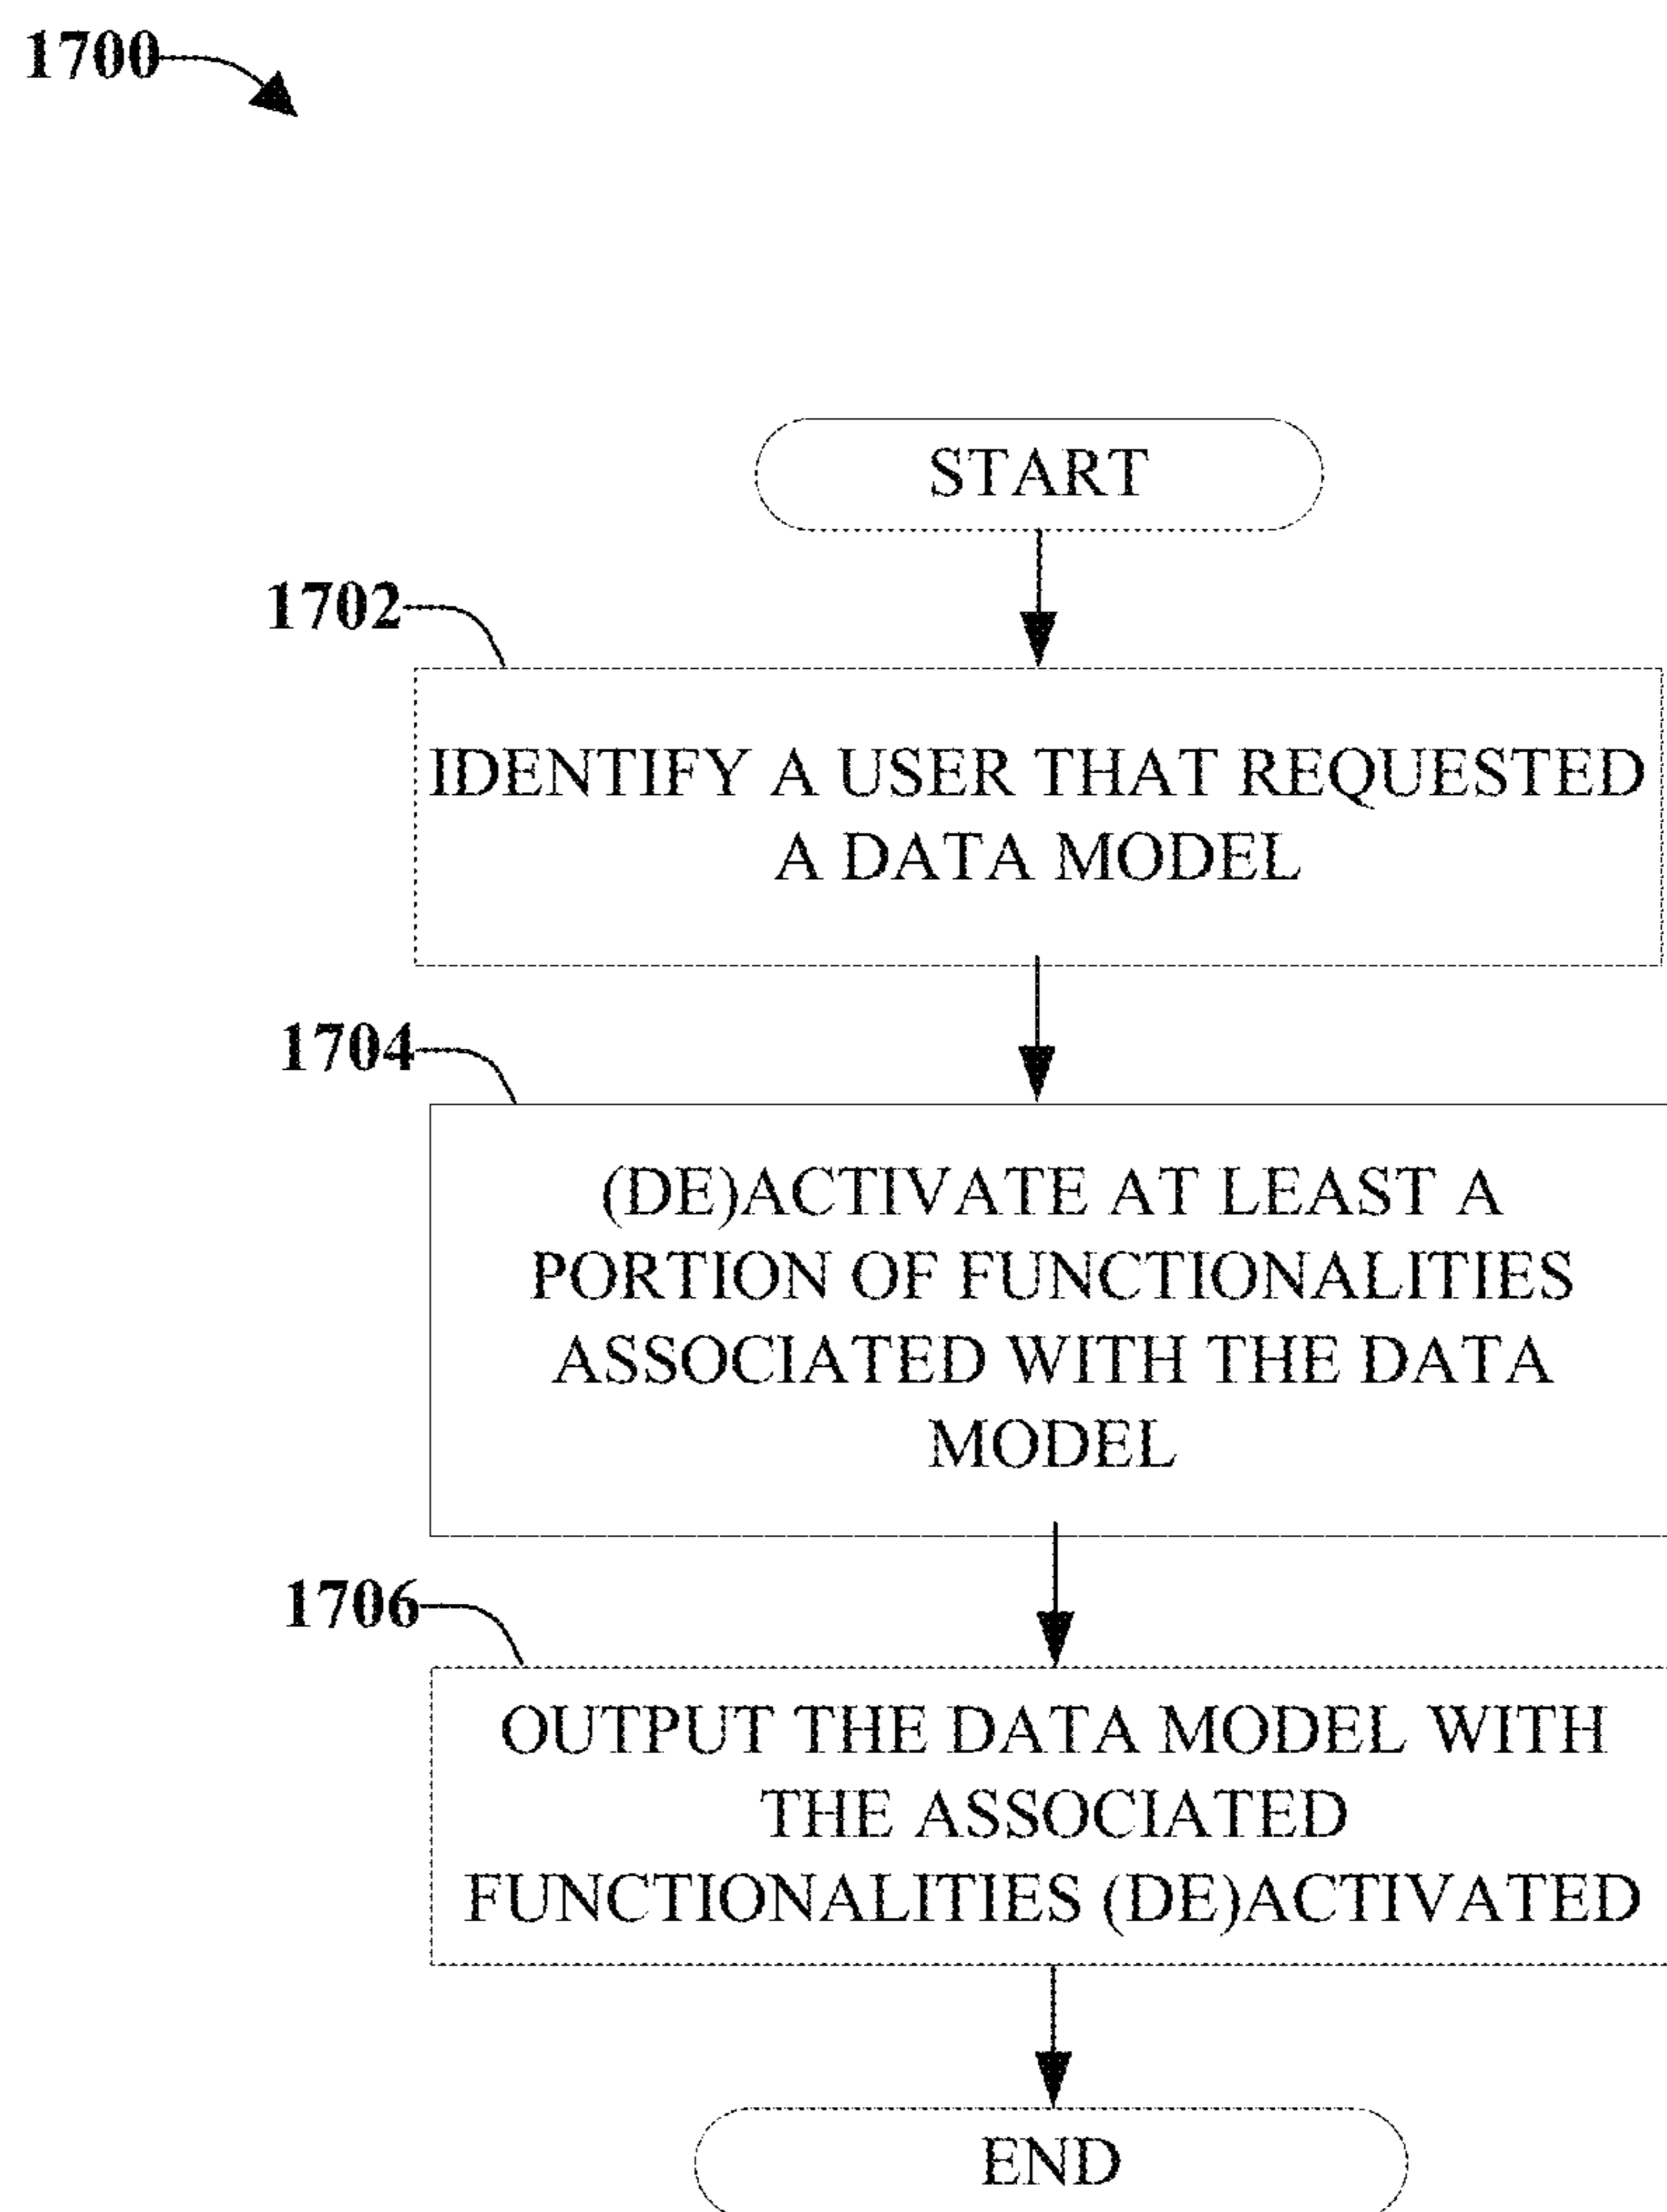 1700
START
1702
IDENTIFY A USER THAT REQUESTED
A DATA MODEL
1704
(DE)ACTIVATE AT LEAST A
PORTION OF FUNCTIONALITIES
ASSOCIATED WITH THE DATA
MODEL
1706
OUTPUT THE DATA MODEL WITH
THE ASSOCIATED
FUNCTIONALITIES (DE)ACTIVATED
END